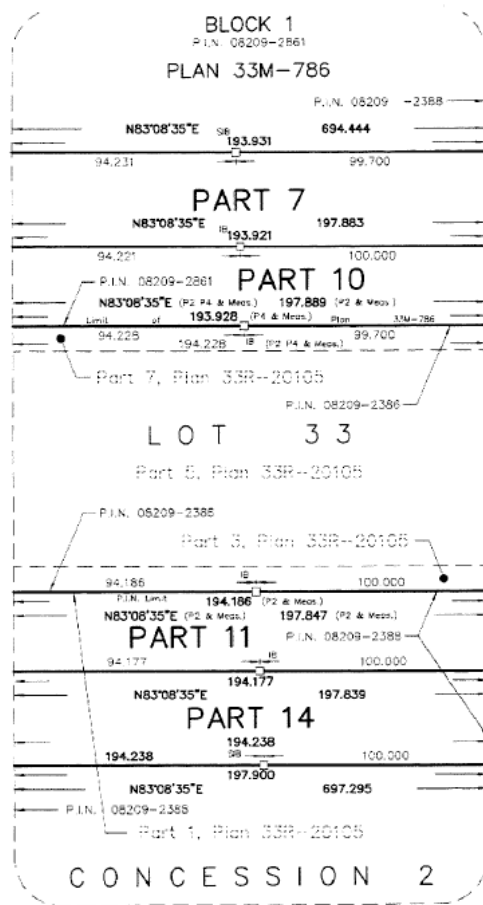 BLOCK 1
P.I.N. 08209-2861
PLAN 33M-786
P.I.N. 08209 -2388
N83°08'35"E SIB 694.444
193.931
94.231 99.700
PART 7
N83°08'35"E 197.883
IB 193.921
94.221 100.000
P.I.N. 08209-2861 PART 10
N83°08'35"E (P2 P4 & Meas.) 197.889 (P2 & Meas.)
Limit of 193.928 (P4 & Meas.) Plan 33M-786
94.228 99.700
194.228 IB (P2 P4 & Meas.)
Part 7, Plan 33R--20105
P.I.N. 08209-2386
LOT 33
Part 5, Plan 33R--20105
P.I.N. 08209-2385
Part 3, Plan 33R--20105
94.186 IB 100.000
P.I.N. Limit 194.186 (P2 & Meas.)
N83°08'35"E (P2 & Meas.) 197.847 (P2 & Meas.)
PART 11 P.I.N. 08209-2388
94.177 IB 100.000
194.177
N83°08'35"E 197.839
PART 14
194.238
194.238 SIB 100.000
197.900
N83°08'35"E 697.295
P.I.N. 08209-2385
Part 1, Plan 33R--20105
CONCESSION 2